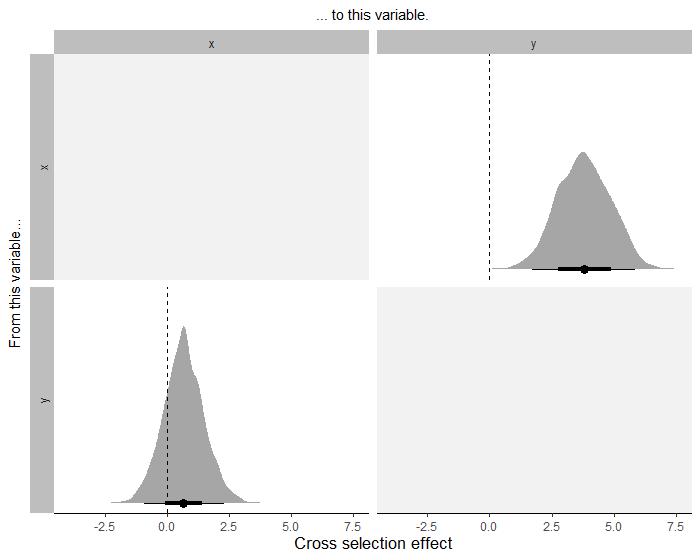 ... to this variable.
x
y
x
From this variable...
y
-2.5
0.0
2.5
5.0
7.5
-2.5
0.0
2.5
5.0
7.5
Cross selection effect